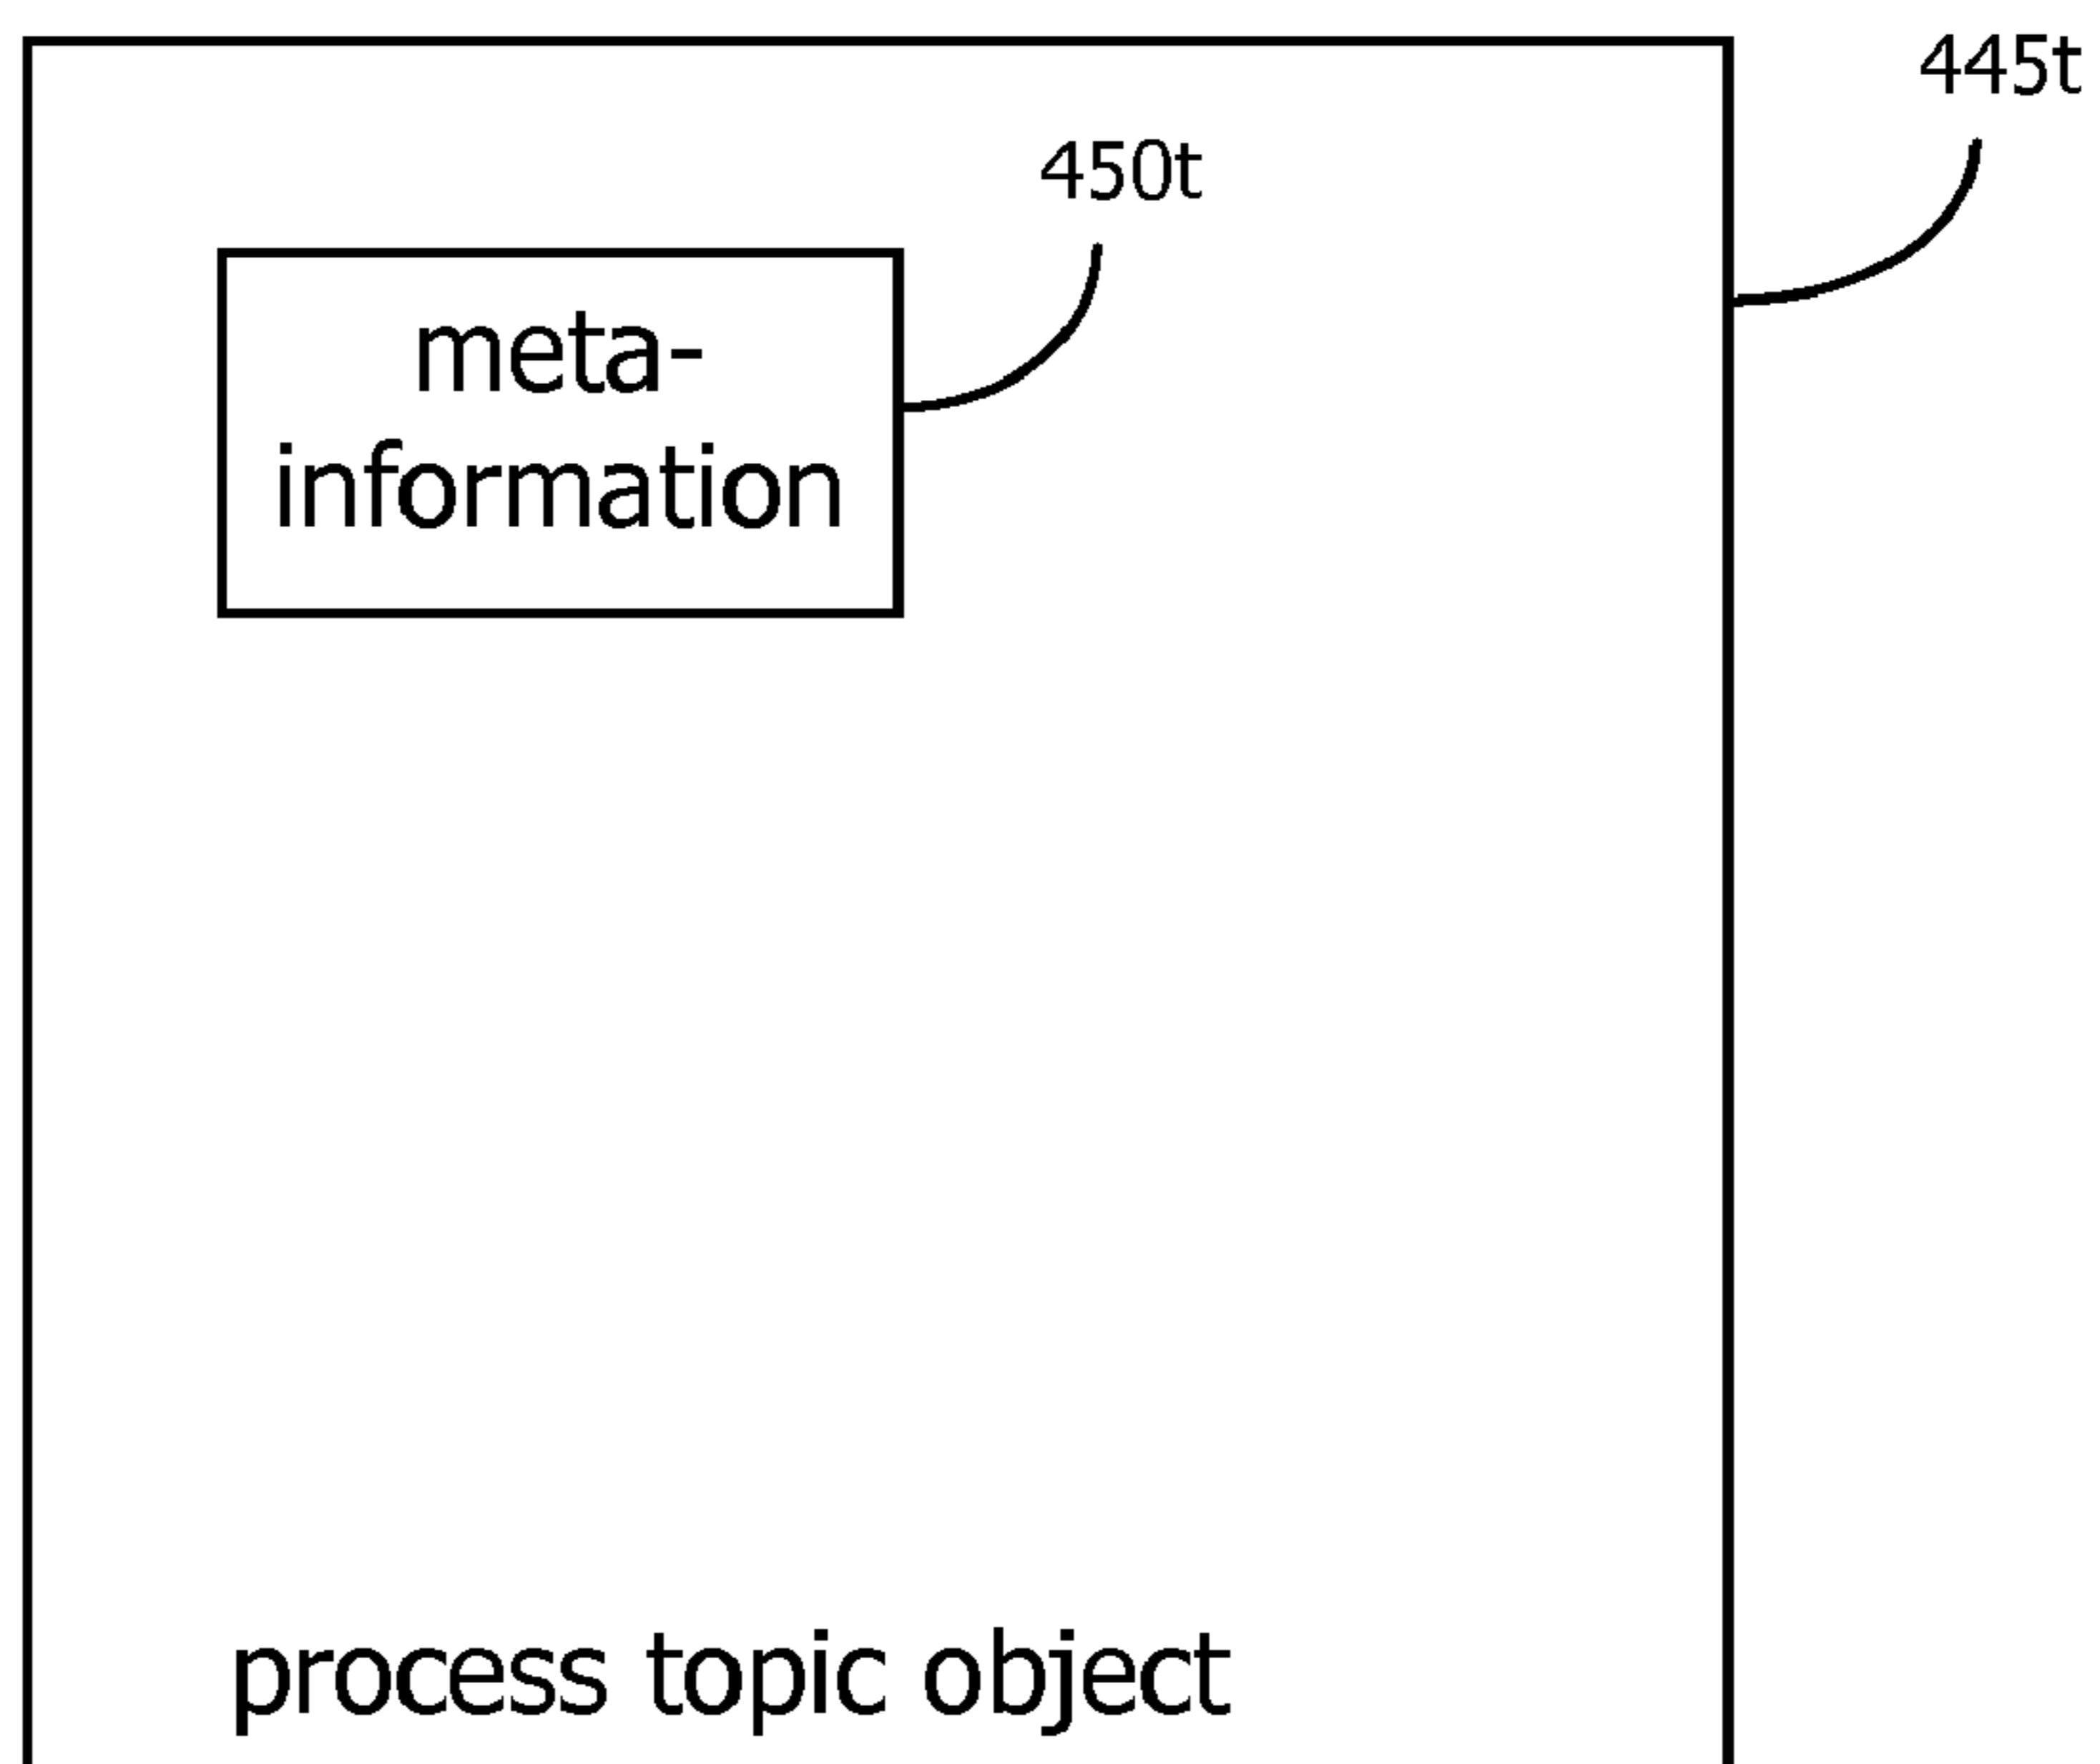 445t
450t
meta-
information
process topic object